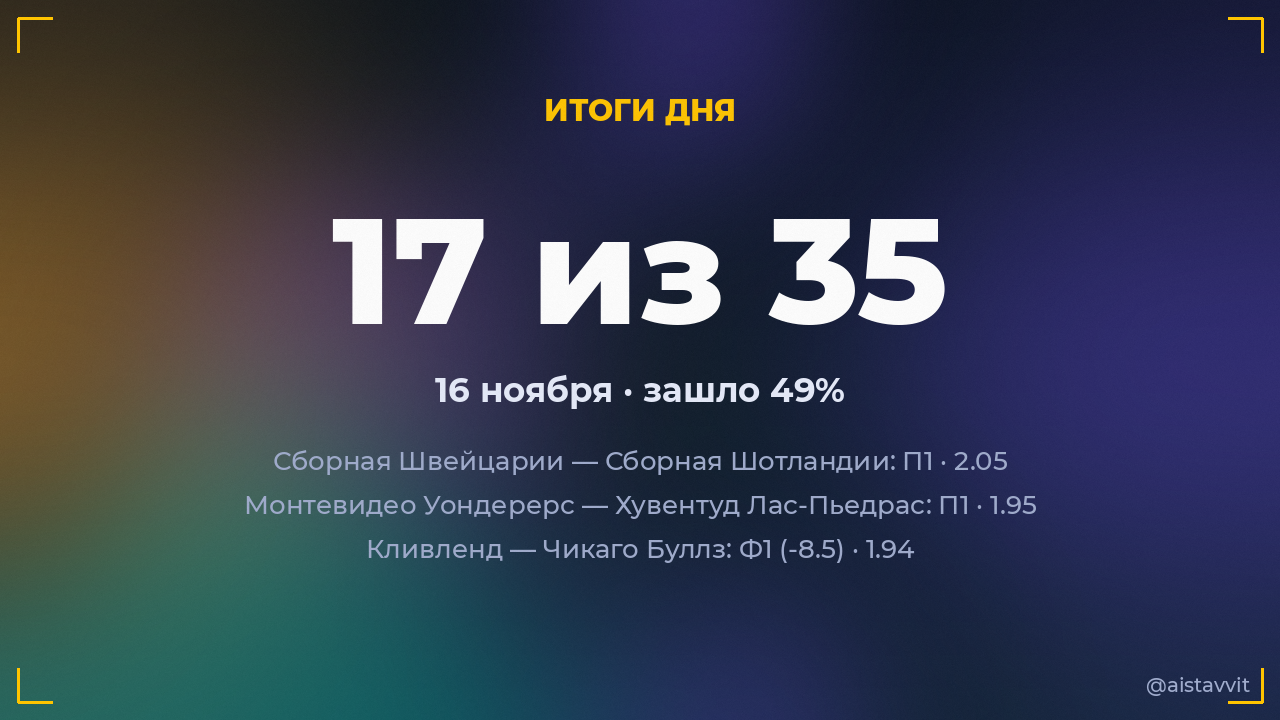 ИТОГИ ДНЯ
17 из 35
16 ноября · зашло 49%
Сборная Швейцарии — Сборная Шотландии: П1 · 2.05
Монтевидео Уондерерс — Хувентуд Лас-Пьедрас: П1 · 1.95
Кливленд — Чикаго Буллз: Ф1 (-8.5) · 1.94
@aistavvit